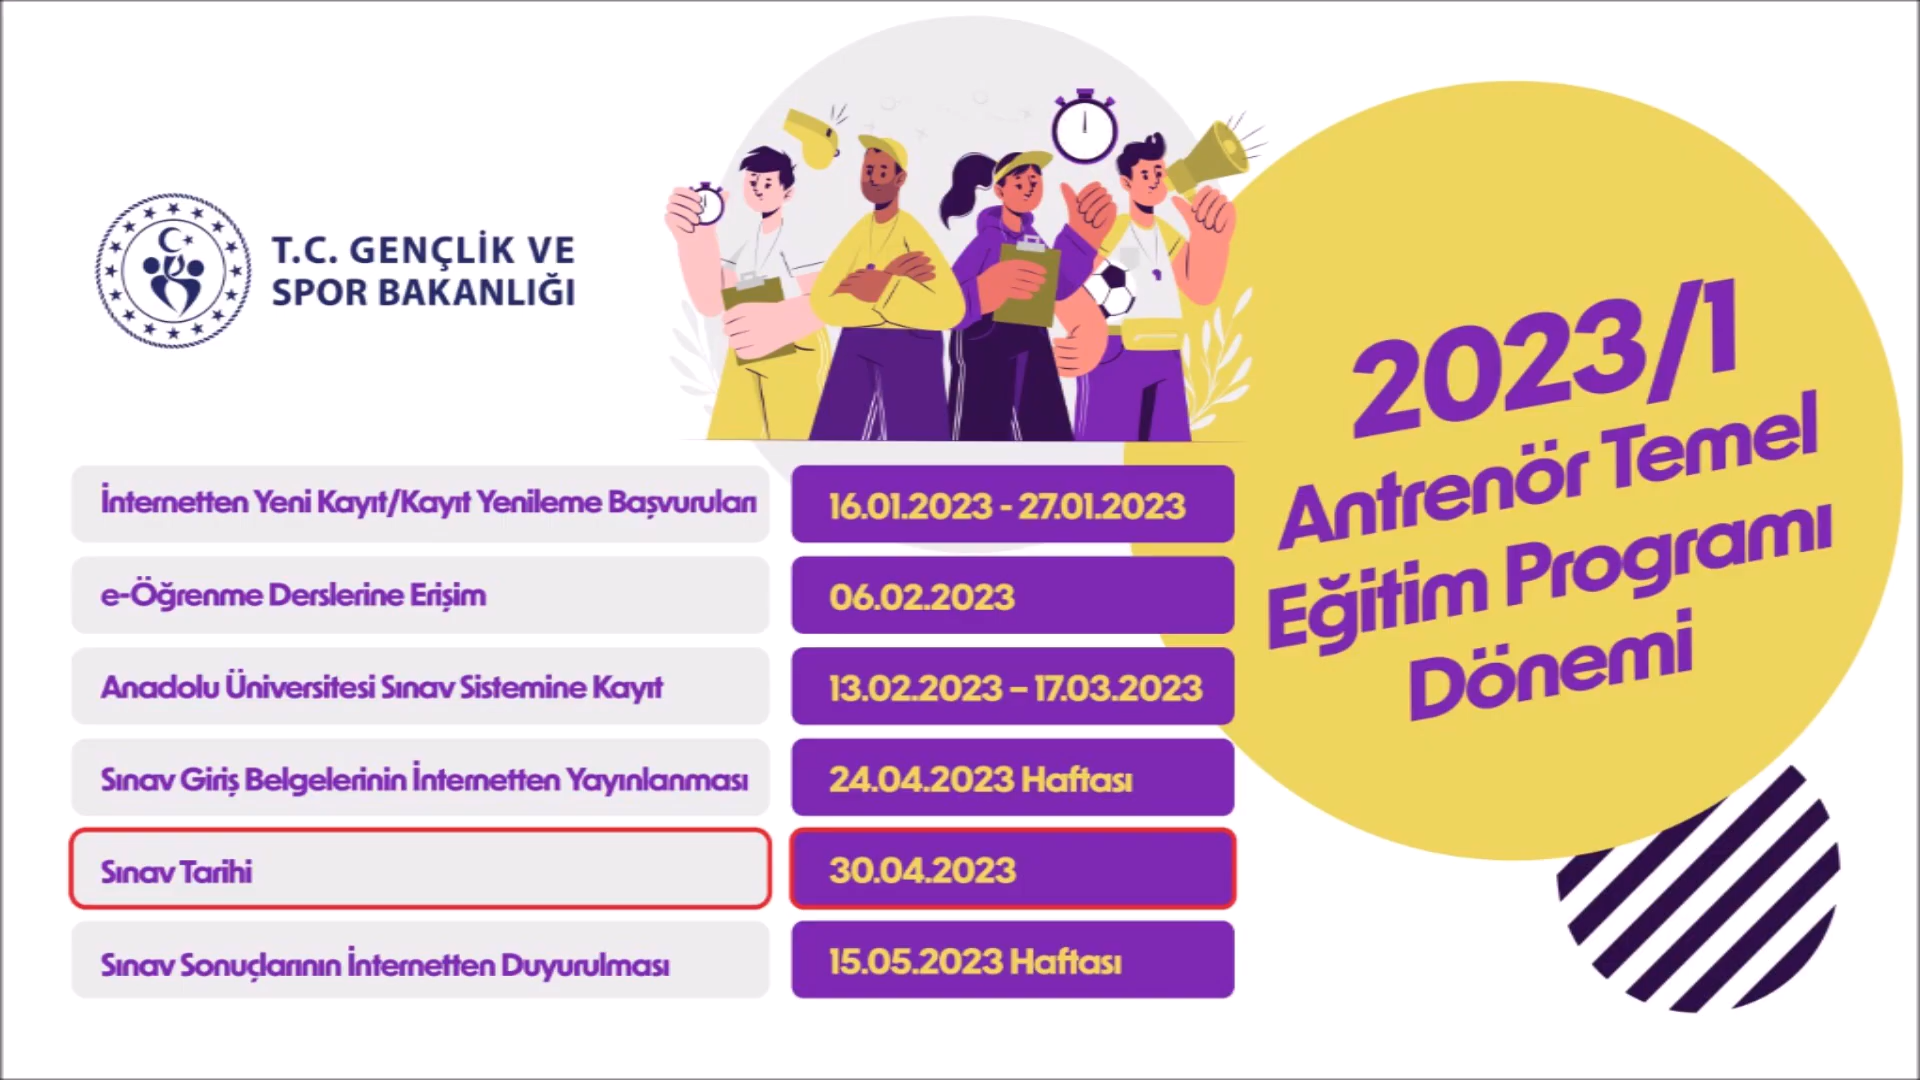 T.C. GENÇLİK VE
SPOR BAKANLIĞI
2023/1
Antrenör Temel
Eğitim Programı
Dönemi
İnternetten Yeni Kayıt/Kayıt Yenileme Başvuruları 16.01.2023 - 27.01.2023
e-Öğrenme Derslerine Erişim 06.02.2023
Anadolu Üniversitesi Sınav Sistemine Kayıt 13.02.2023 – 17.03.2023
Sınav Giriş Belgelerinin İnternetten Yayınlanması 24.04.2023 Haftası
Sınav Tarihi 30.04.2023
Sınav Sonuçlarının İnternetten Duyurulması 15.05.2023 Haftası